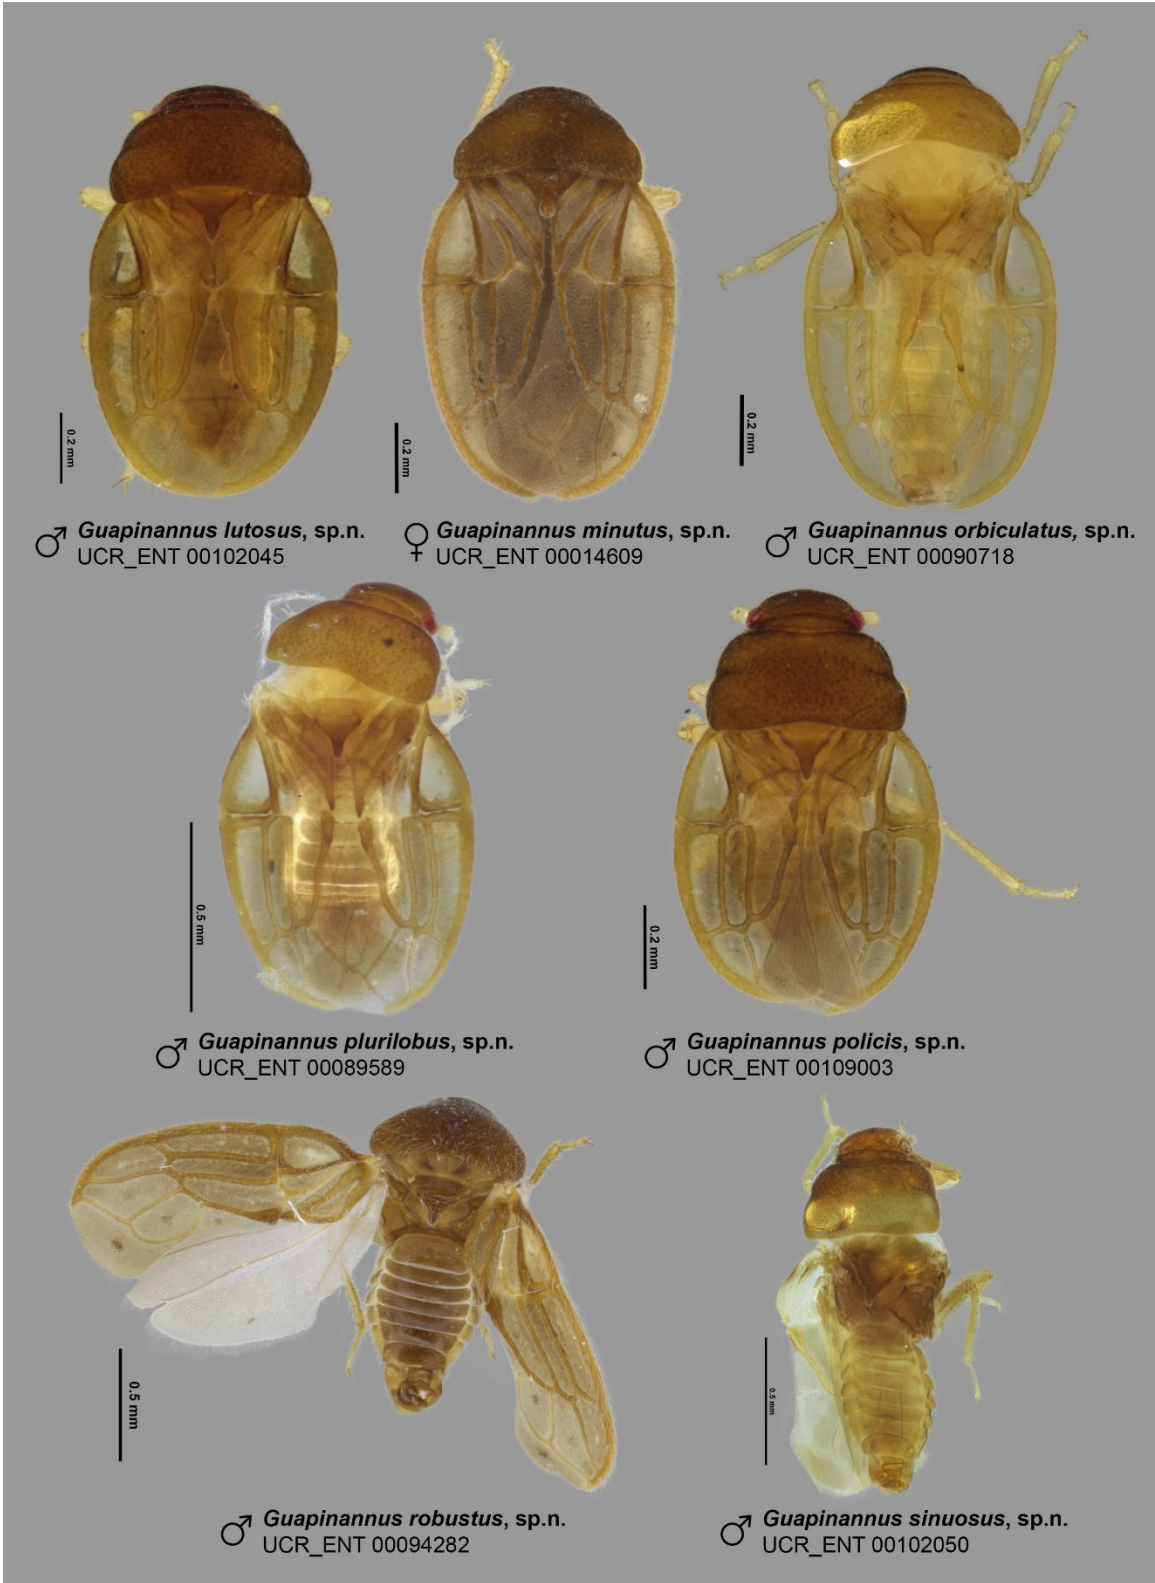 0.2 mm
0.2 mm
0.2 mm
♂ Guapinannus lutosus, sp.n.
UCR_ENT 00102045
♀ Guapinannus minutus, sp.n.
UCR_ENT 00014609
♂ Guapinannus orbiculatus, sp.n.
UCR_ENT 00090718
0.5 mm
0.2 mm
♂ Guapinannus plurilobus, sp.n.
UCR_ENT 00089589
♂ Guapinannus policis, sp.n.
UCR_ENT 00109003
0.5 mm
0.5 mm
♂ Guapinannus robustus, sp.n.
UCR_ENT 00094282
♂ Guapinannus sinuosus, sp.n.
UCR_ENT 00102050